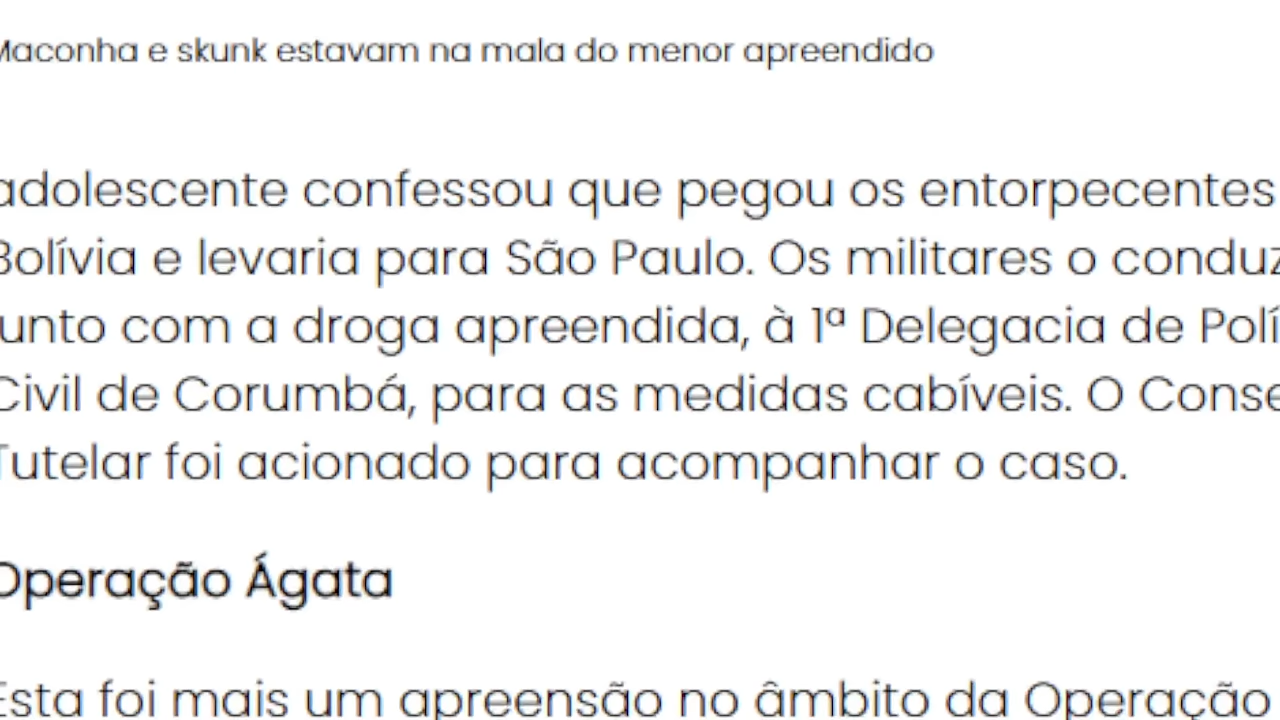 Maconha e skunk estavam na mala do menor apreendido
adolescente confessou que pegou os entorpecentes
Bolívia e levaria para São Paulo. Os militares o conduz
junto com a droga apreendida, à 1ª Delegacia de Polí
Civil de Corumbá, para as medidas cabíveis. O Conse
Tutelar foi acionado para acompanhar o caso.
Operação Ágata
Esta foi mais um apreensão no âmbito da Operação